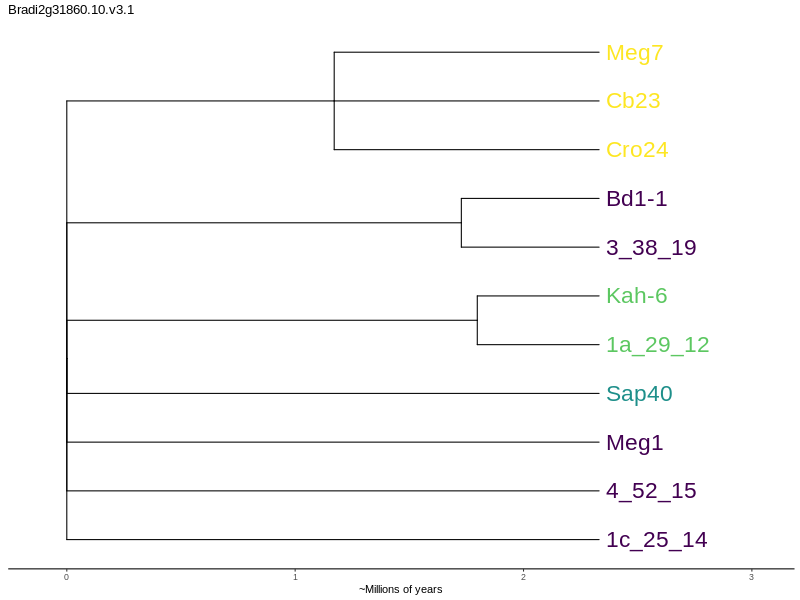 Bradi2g31860.10.v3.1
Meg7
Cb23
Cro24
Bd1-1
3_38_19
Kah-6
1a_29_12
Sap40
Meg1
4_52_15
1c_25_14
0 1 2 3
~Millions of years